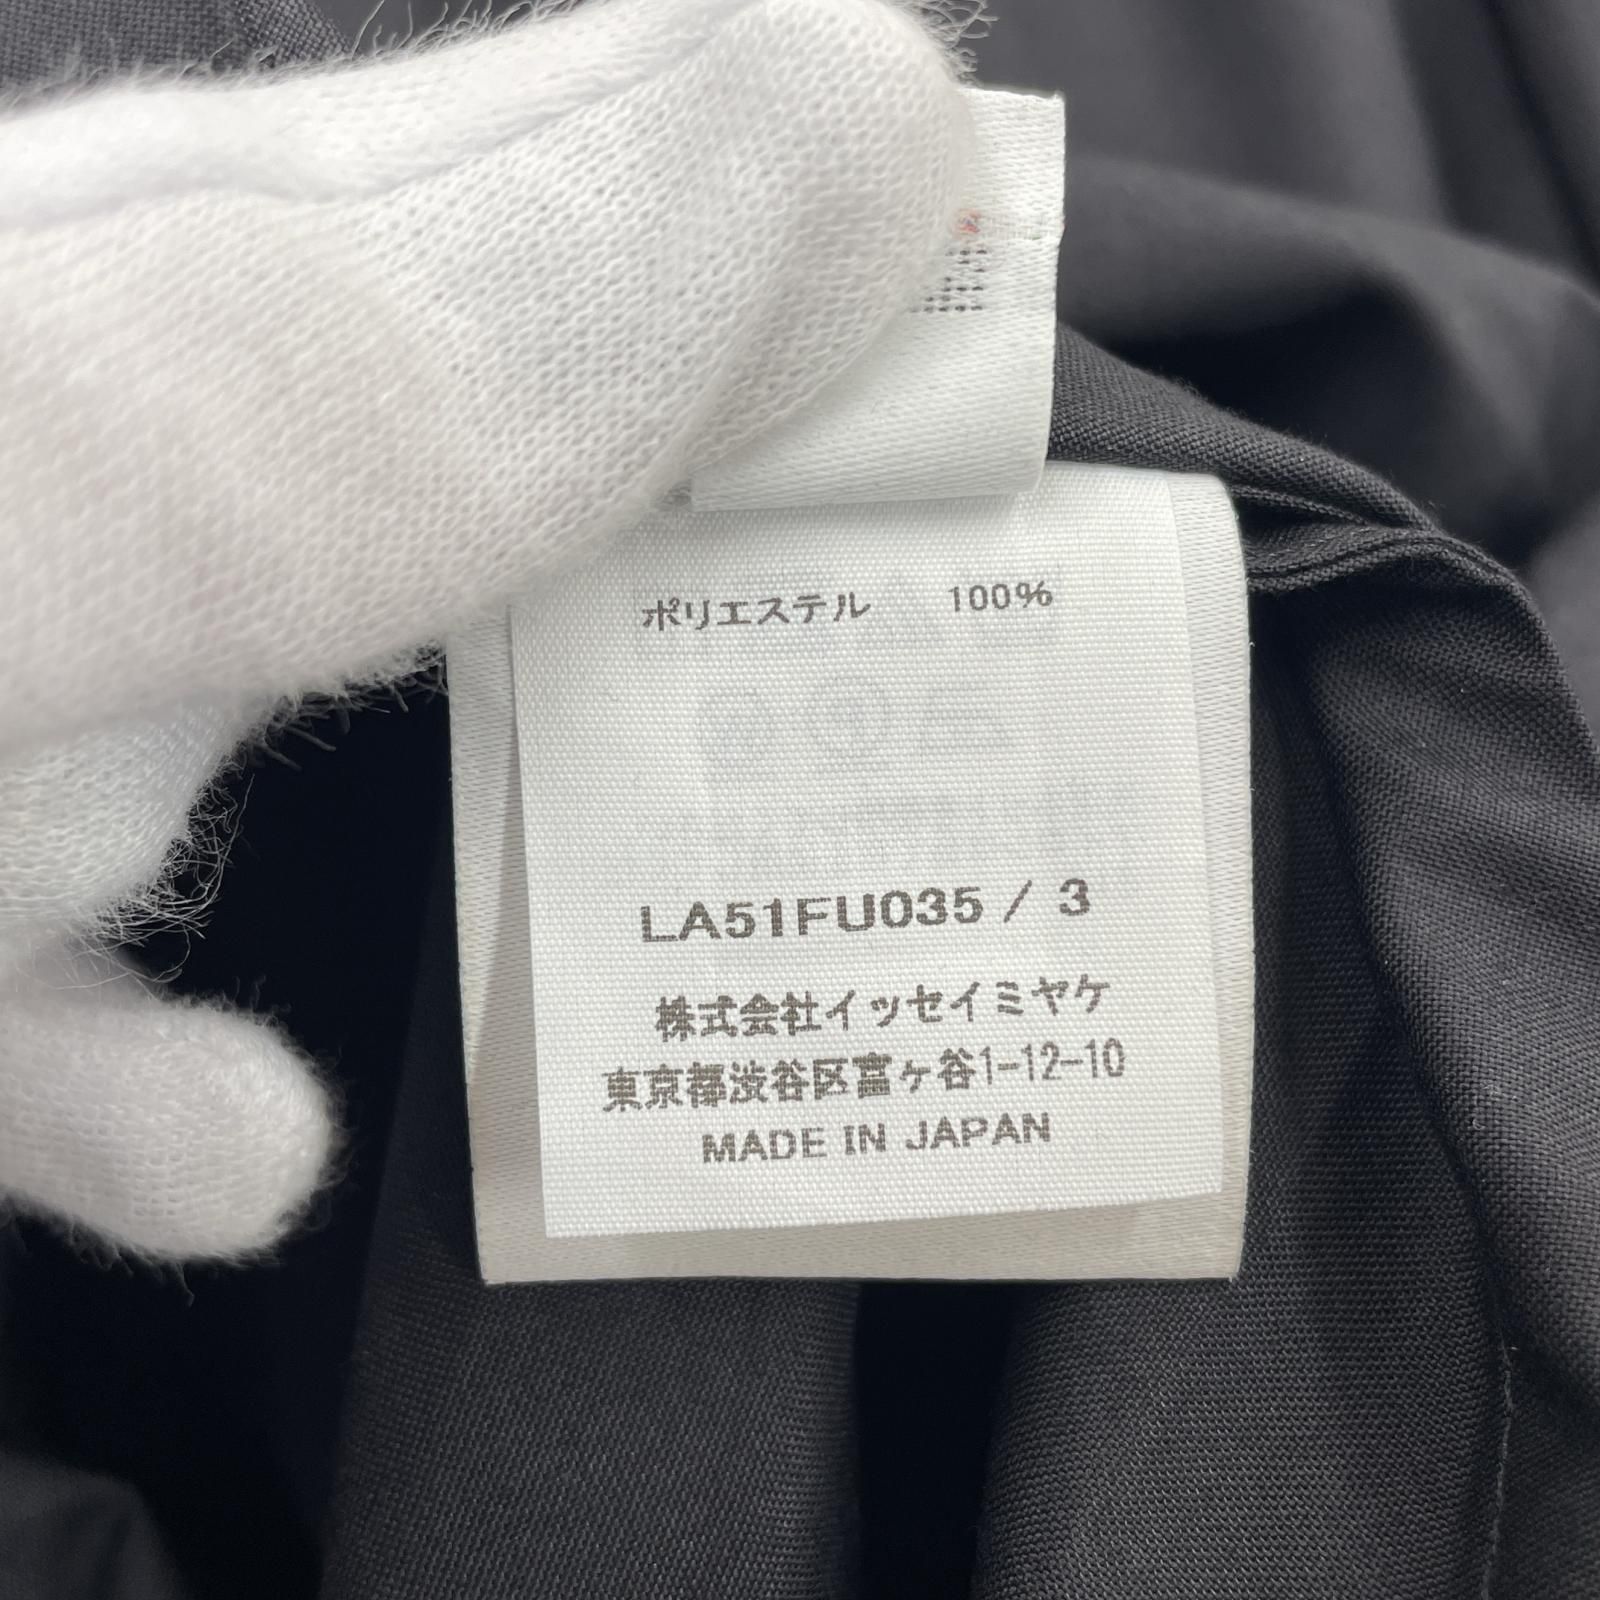 ポリエステル 100%
LA51FU035 / 3
株式会社イッセイミヤケ
東京都渋谷区富ヶ谷1-12-10
MADE IN JAPAN